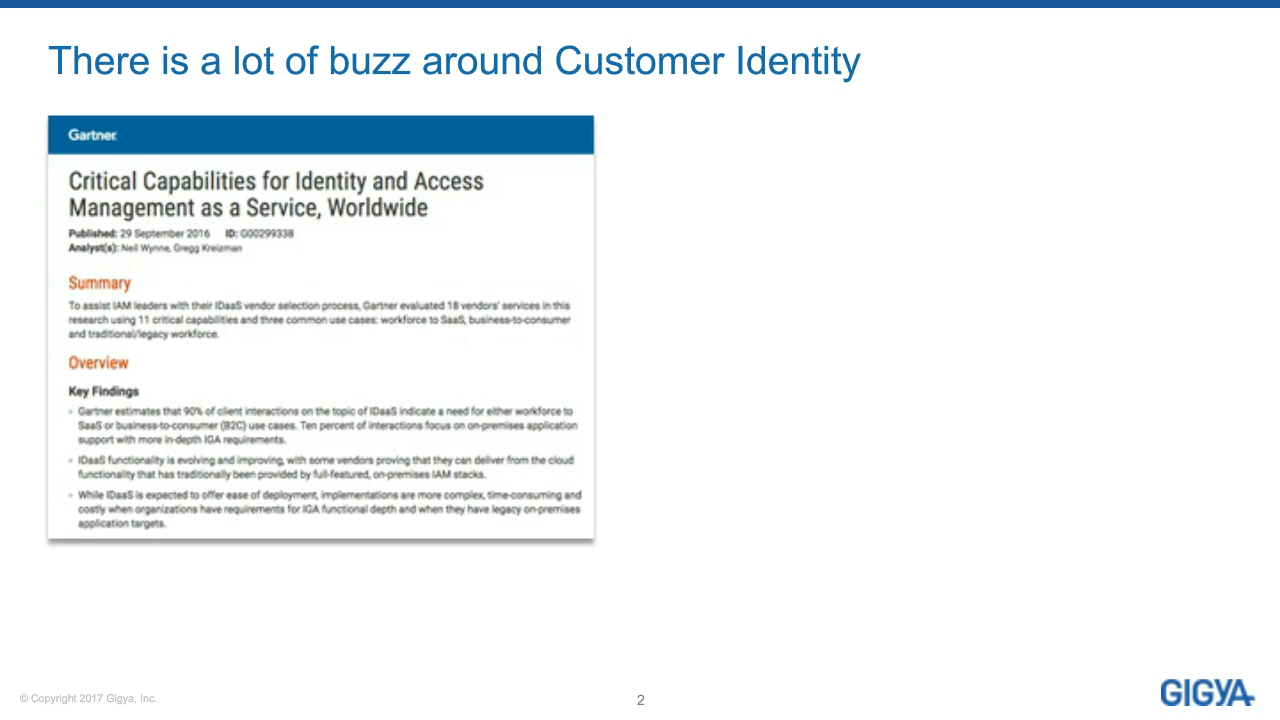 There is a lot of buzz around Customer Identity
Gartner
Critical Capabilities for Identity and Access
Management as a Service, Worldwide
Published: 29 September 2016 ID: G00299338
Analyst(s): Neil Wynne, Gregg Kreizman
Summary
To assist IAM leaders with their IDaaS vendor selection process, Gartner evaluated 18 vendors' services in this
research using 11 critical capabilities and three common use cases: workforce to SaaS, business-to-consumer
and traditional/legacy workforce.
Overview
Key Findings
• Gartner estimates that 90% of client interactions on the topic of IDaaS indicate a need for either workforce to
SaaS or business-to-consumer (B2C) use cases. Ten percent of interactions focus on on-premises application
support with more in-depth IGA requirements.
• IDaaS functionality is evolving and improving, with some vendors proving that they can deliver from the cloud
functionality that has traditionally been provided by full-featured, on-premises IAM stacks.
• While IDaaS is expected to offer ease of deployment, implementations are more complex, time-consuming and
costly when organizations have requirements for IGA functional depth and when they have legacy on-premises
application targets.
© Copyright 2017 Gigya, Inc.
2
GIGYA